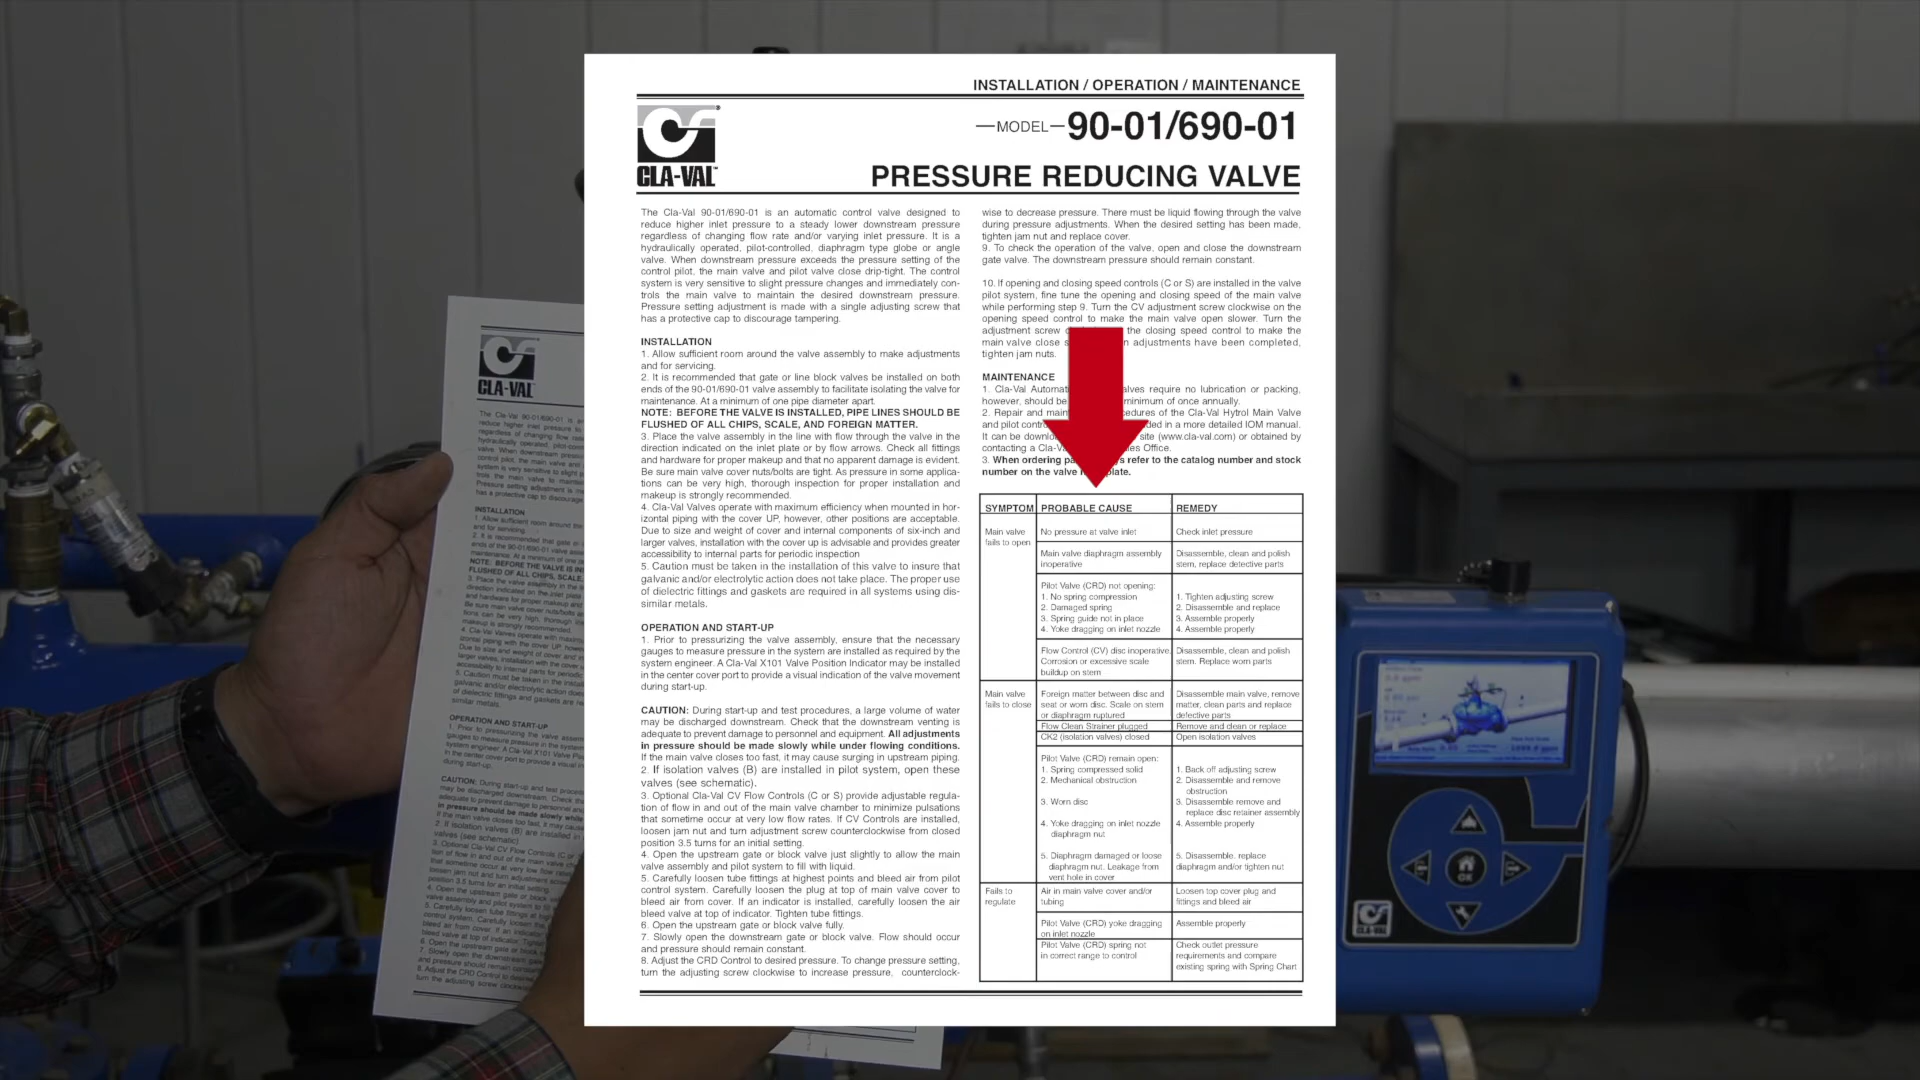 INSTALLATION / OPERATION / MAINTENANCE
CLA-VAL
MODEL 90-01/690-01
PRESSURE REDUCING VALVE
The Cla-Val 90-01/690-01 is an automatic control valve designed to
reduce higher inlet pressure to a steady lower downstream pressure
regardless of changing flow rate and/or varying inlet pressure. It is a
hydraulically operated, pilot-controlled, diaphragm type globe or angle
valve. When downstream pressure exceeds the pressure setting of the
control pilot, the main valve and pilot valve close drip-tight. The control
system is very sensitive to slight pressure changes and immediately con-
trols the main valve to maintain the desired downstream pressure.
Pressure setting adjustment is made with a single adjusting screw that
has a protective cap to discourage tampering.
INSTALLATION
1. Allow sufficient room around the valve assembly to make adjustments
and for servicing.
2. It is recommended that gate or line block valves be installed on both
ends of the 90-01/690-01 valve assembly to facilitate isolating the valve for
maintenance. At a minimum of one pipe diameter apart.
NOTE: BEFORE THE VALVE IS INSTALLED, PIPE LINES SHOULD BE
FLUSHED OF ALL CHIPS, SCALE, AND FOREIGN MATTER.
3. Place the valve assembly in the line with flow through the valve in the
direction indicated on the inlet plate or by flow arrows. Check all fittings
and hardware for proper makeup and that no apparent damage is evident.
Be sure main valve cover nuts/bolts are tight. As pressure in some applica-
tions can be very high, thorough inspection for proper installation and
makeup is strongly recommended.
4. Cla-Val Valves operate with maximum efficiency when mounted in hor-
izontal piping with the cover UP, however, other positions are acceptable.
Due to size and weight of cover and internal components of six-inch and
larger valves, installation with the cover up is advisable and provides greater
accessibility to internal parts for periodic inspection
5. Caution must be taken in the installation of this valve to insure that
galvanic and/or electrolytic action does not take place. The proper use
of dielectric fittings and gaskets are required in all systems using dis-
similar metals.
OPERATION AND START-UP
1. Prior to pressurizing the valve assembly, ensure that the necessary
gauges to measure pressure in the system are installed as required by the
system engineer. A Cla-Val X101 Valve Position Indicator may be installed
in the center cover port to provide a visual indication of the valve movement
during start-up.
CAUTION: During start-up and test procedures, a large volume of water
may be discharged downstream. Check that the downstream venting is
adequate to prevent damage to personnel and equipment. All adjustments
in pressure should be made slowly while under flowing conditions.
If the main valve closes too fast, it may cause surging in upstream piping.
2. If isolation valves (B) are installed in pilot system, open these
valves (see schematic).
3. Optional Cla-Val CV Flow Controls (C or S) provide adjustable regula-
tion of flow in and out of the main valve chamber to minimize pulsations
that sometime occur at very low flow rates. If CV Controls are installed,
loosen jam nut and turn adjustment screw counterclockwise from closed
position 3.5 turns for an initial setting.
4. Open the upstream gate or block valve just slightly to allow the main
valve assembly and pilot system to fill with liquid.
5. Carefully loosen tube fittings at highest points and bleed air from pilot
control system. Carefully loosen the plug at top of main valve cover to
bleed air from cover. If an indicator is installed, carefully loosen the air
bleed valve at top of indicator. Tighten tube fittings.
6. Open the upstream gate or block valve fully.
7. Slowly open the downstream gate or block valve. Flow should occur
and pressure should remain constant.
8. Adjust the CRD Control to desired pressure. To change pressure setting,
turn the adjusting screw clockwise to increase pressure, counterclock-
wise to decrease pressure. There must be liquid flowing through the valve
during pressure adjustments. When the desired setting has been made,
tighten jam nut and replace cover.
9. To check the operation of the valve, open and close the downstream
gate valve. The downstream pressure should remain constant.
10. If opening and closing speed controls (C or S) are installed in the valve
pilot system, fine tune the opening and closing speed of the main valve
while performing step 9. Turn the CV adjustment screw clockwise on the
opening speed control to make the main valve open slower. Turn the
adjustment screw the closing speed control to make the
main valve close adjustments have been completed,
tighten jam nuts.
MAINTENANCE
1. Cla-Val valves require no lubrication or packing,
however, should be minimum of once annually.
2. Repair and of the Cla-Val Hytrol Main Valve
and pilot in a more detailed IOM manual.
It can be site (www.cla-val.com) or obtained by
contacting a Office.
3. When ordering refer to the catalog number and stock
number on the valve
SYMPTOM PROBABLE CAUSE REMEDY
Main valve fails to open
No pressure at valve inlet Check inlet pressure
Main valve diaphragm assembly Disassemble, clean and polish
inoperative stem, replace defective parts
Pilot Valve (CRD) not opening:
1. No spring compression 1. Tighten adjusting screw
2. Damaged spring 2. Disassemble and replace
3. Spring guide not in place 3. Assemble properly
4. Yoke dragging on inlet nozzle 4. Assemble properly
Flow Control (CV) disc inoperative. Disassemble, clean and polish
Corrosion or excessive scale stem. Replace worn parts
buildup on stem
Main valve fails to close
Foreign matter between disc and Disassemble main valve, remove
seat or worn disc. Scale on stem matter, clean parts and replace
or diaphragm ruptured defective parts
Flow Clean Strainer plugged Remove and clean or replace
CK2 (isolation valves) closed Open isolation valves
Pilot Valve (CRD) remain open:
1. Spring compressed solid 1. Back off adjusting screw
2. Mechanical obstruction 2. Disassemble and remove
obstruction
3. Worn disc 3. Disassemble remove and
replace disc retainer assembly
4. Yoke dragging on inlet nozzle 4. Assemble properly
diaphragm nut
5. Diaphragm damaged or loose 5. Disassemble, replace
diaphragm nut. Leakage from diaphragm and/or tighten nut
vent hole in cover
Fails to regulate
Air in main valve cover and/or Loosen top cover plug and
tubing fittings and bleed air
Pilot Valve (CRD) yoke dragging Assemble properly
on inlet nozzle
Pilot Valve (CRD) spring not Check outlet pressure
in correct range to control requirements and compare
existing spring with Spring Chart
CLA-VAL
OK